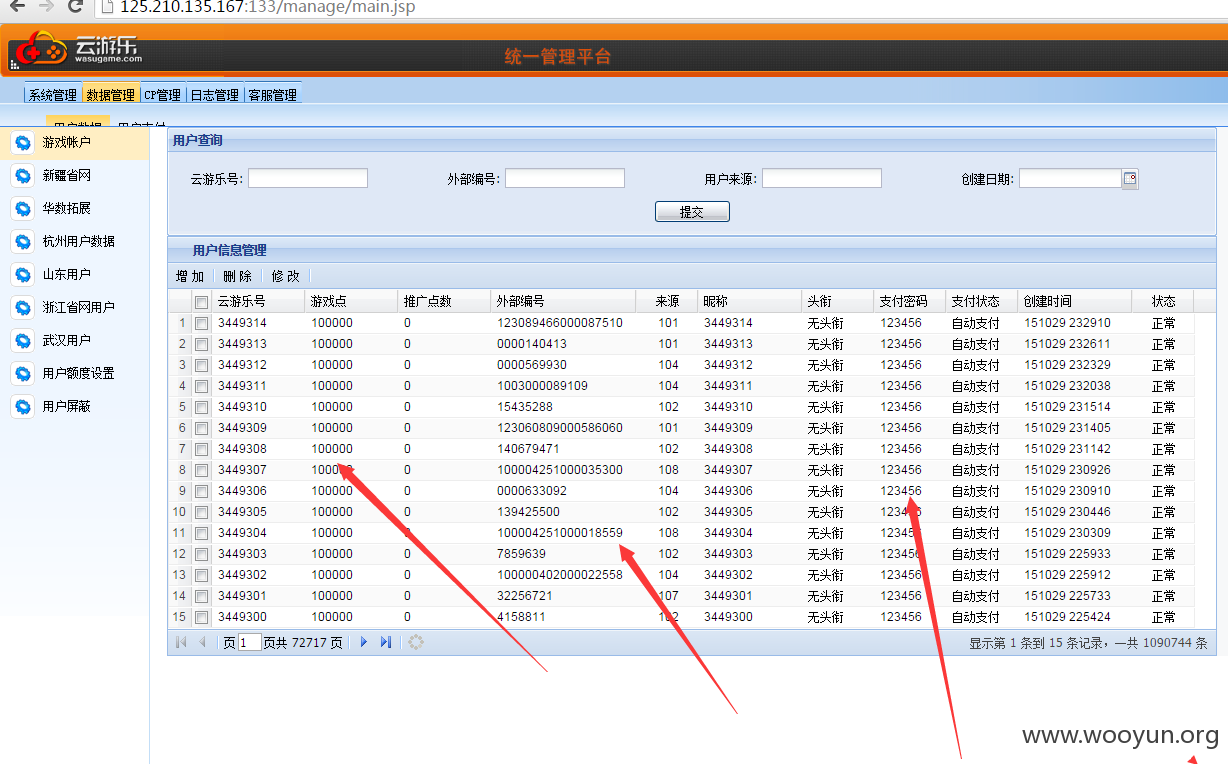 125.210.135.167:133/manage/main.jsp
云游乐
wasugame.com
统一管理平台
系统管理 数据管理 CP管理 日志管理 客服管理
用户数据 用户支付
游戏帐户
新疆省网
华数拓展
杭州用户数据
山东用户
浙江省网用户
武汉用户
用户额度设置
用户屏蔽
用户查询
云游乐号: 外部编号: 用户来源: 创建日期:
提交
用户信息管理
增 加 删 除 修 改
云游乐号 游戏点 推广点数 外部编号 来源 昵称 头衔 支付密码 支付状态 创建时间 状态
1 3449314 100000 0 123089466000087510 101 3449314 无头衔 123456 自动支付 151029 232910 正常
2 3449313 100000 0 0000140413 101 3449313 无头衔 123456 自动支付 151029 232611 正常
3 3449312 100000 0 0000569930 104 3449312 无头衔 123456 自动支付 151029 232329 正常
4 3449311 100000 0 1003000089109 104 3449311 无头衔 123456 自动支付 151029 232038 正常
5 3449310 100000 0 15435288 102 3449310 无头衔 123456 自动支付 151029 231514 正常
6 3449309 100000 0 123060809000586060 101 3449309 无头衔 123456 自动支付 151029 231405 正常
7 3449308 100000 0 140679471 102 3449308 无头衔 123456 自动支付 151029 231142 正常
8 3449307 100000 0 100004251000035300 108 3449307 无头衔 123456 自动支付 151029 230926 正常
9 3449306 100000 0 0000633092 104 3449306 无头衔 123456 自动支付 151029 230910 正常
10 3449305 100000 0 139425500 102 3449305 无头衔 123456 自动支付 151029 230446 正常
11 3449304 100000 0 100004251000018559 108 3449304 无头衔 123456 自动支付 151029 230309 正常
12 3449303 100000 0 7859639 102 3449303 无头衔 123456 自动支付 151029 225933 正常
13 3449302 100000 0 100000402000022558 104 3449302 无头衔 123456 自动支付 151029 225912 正常
14 3449301 100000 0 32256721 107 3449301 无头衔 123456 自动支付 151029 225733 正常
15 3449300 100000 0 4158811 102 3449300 无头衔 123456 自动支付 151029 225424 正常
页 1 页共 72717 页 显示第 1 条到 15 条记录，一共 1090744 条
www.wooyun.org